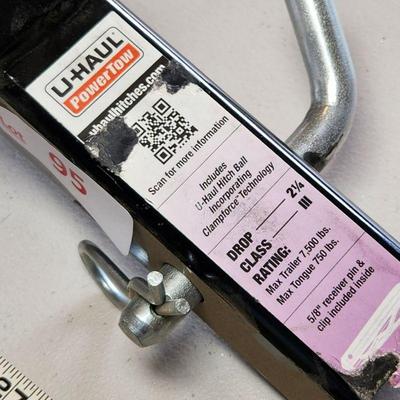 U-HAUL
PowerTow
uhaulhitches.com
Scan for more information
Includes
U-Haul Hitch Ball
Incorporating
Clampforce Technology
DROP 2¼
CLASS III
RATING:
Max Trailer 7,500 lbs.
Max Tongue 750 lbs.
5/8" receiver pin &
clip included inside
Lot
95